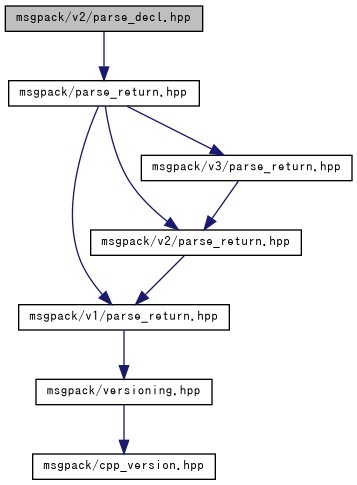 msgpack/v2/parse_decl.hpp
msgpack/parse_return.hpp
msgpack/v3/parse_return.hpp
msgpack/v2/parse_return.hpp
msgpack/v1/parse_return.hpp
msgpack/versioning.hpp
msgpack/cpp_version.hpp